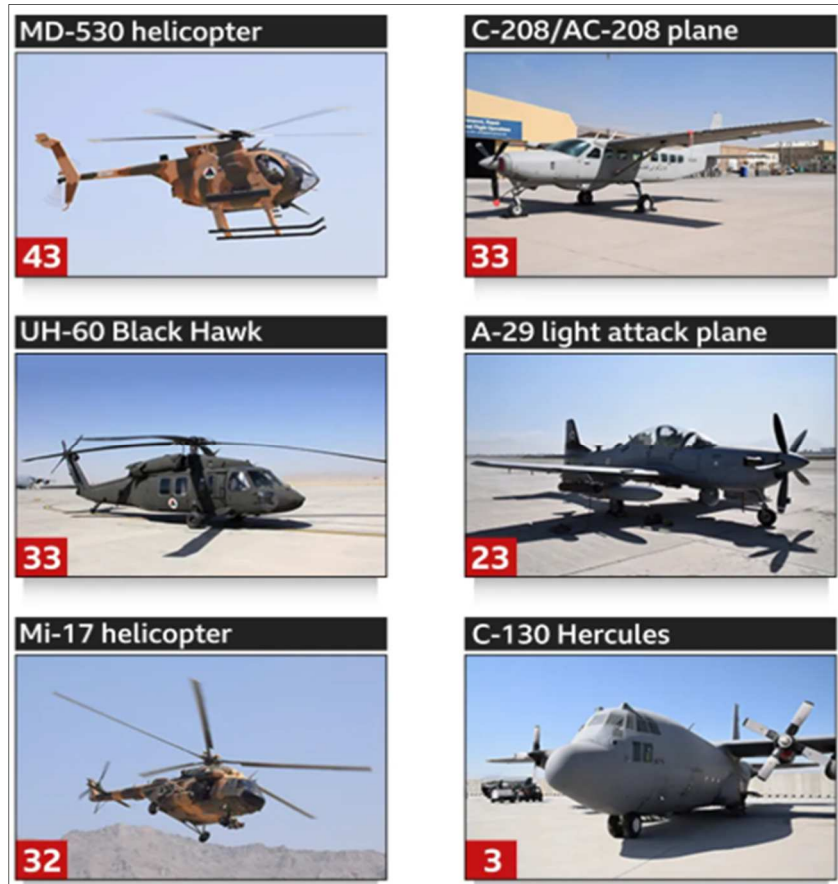 MD-530 helicopter
43
C-208/AC-208 plane
33
UH-60 Black Hawk
33
A-29 light attack plane
23
Mi-17 helicopter
32
C-130 Hercules
3